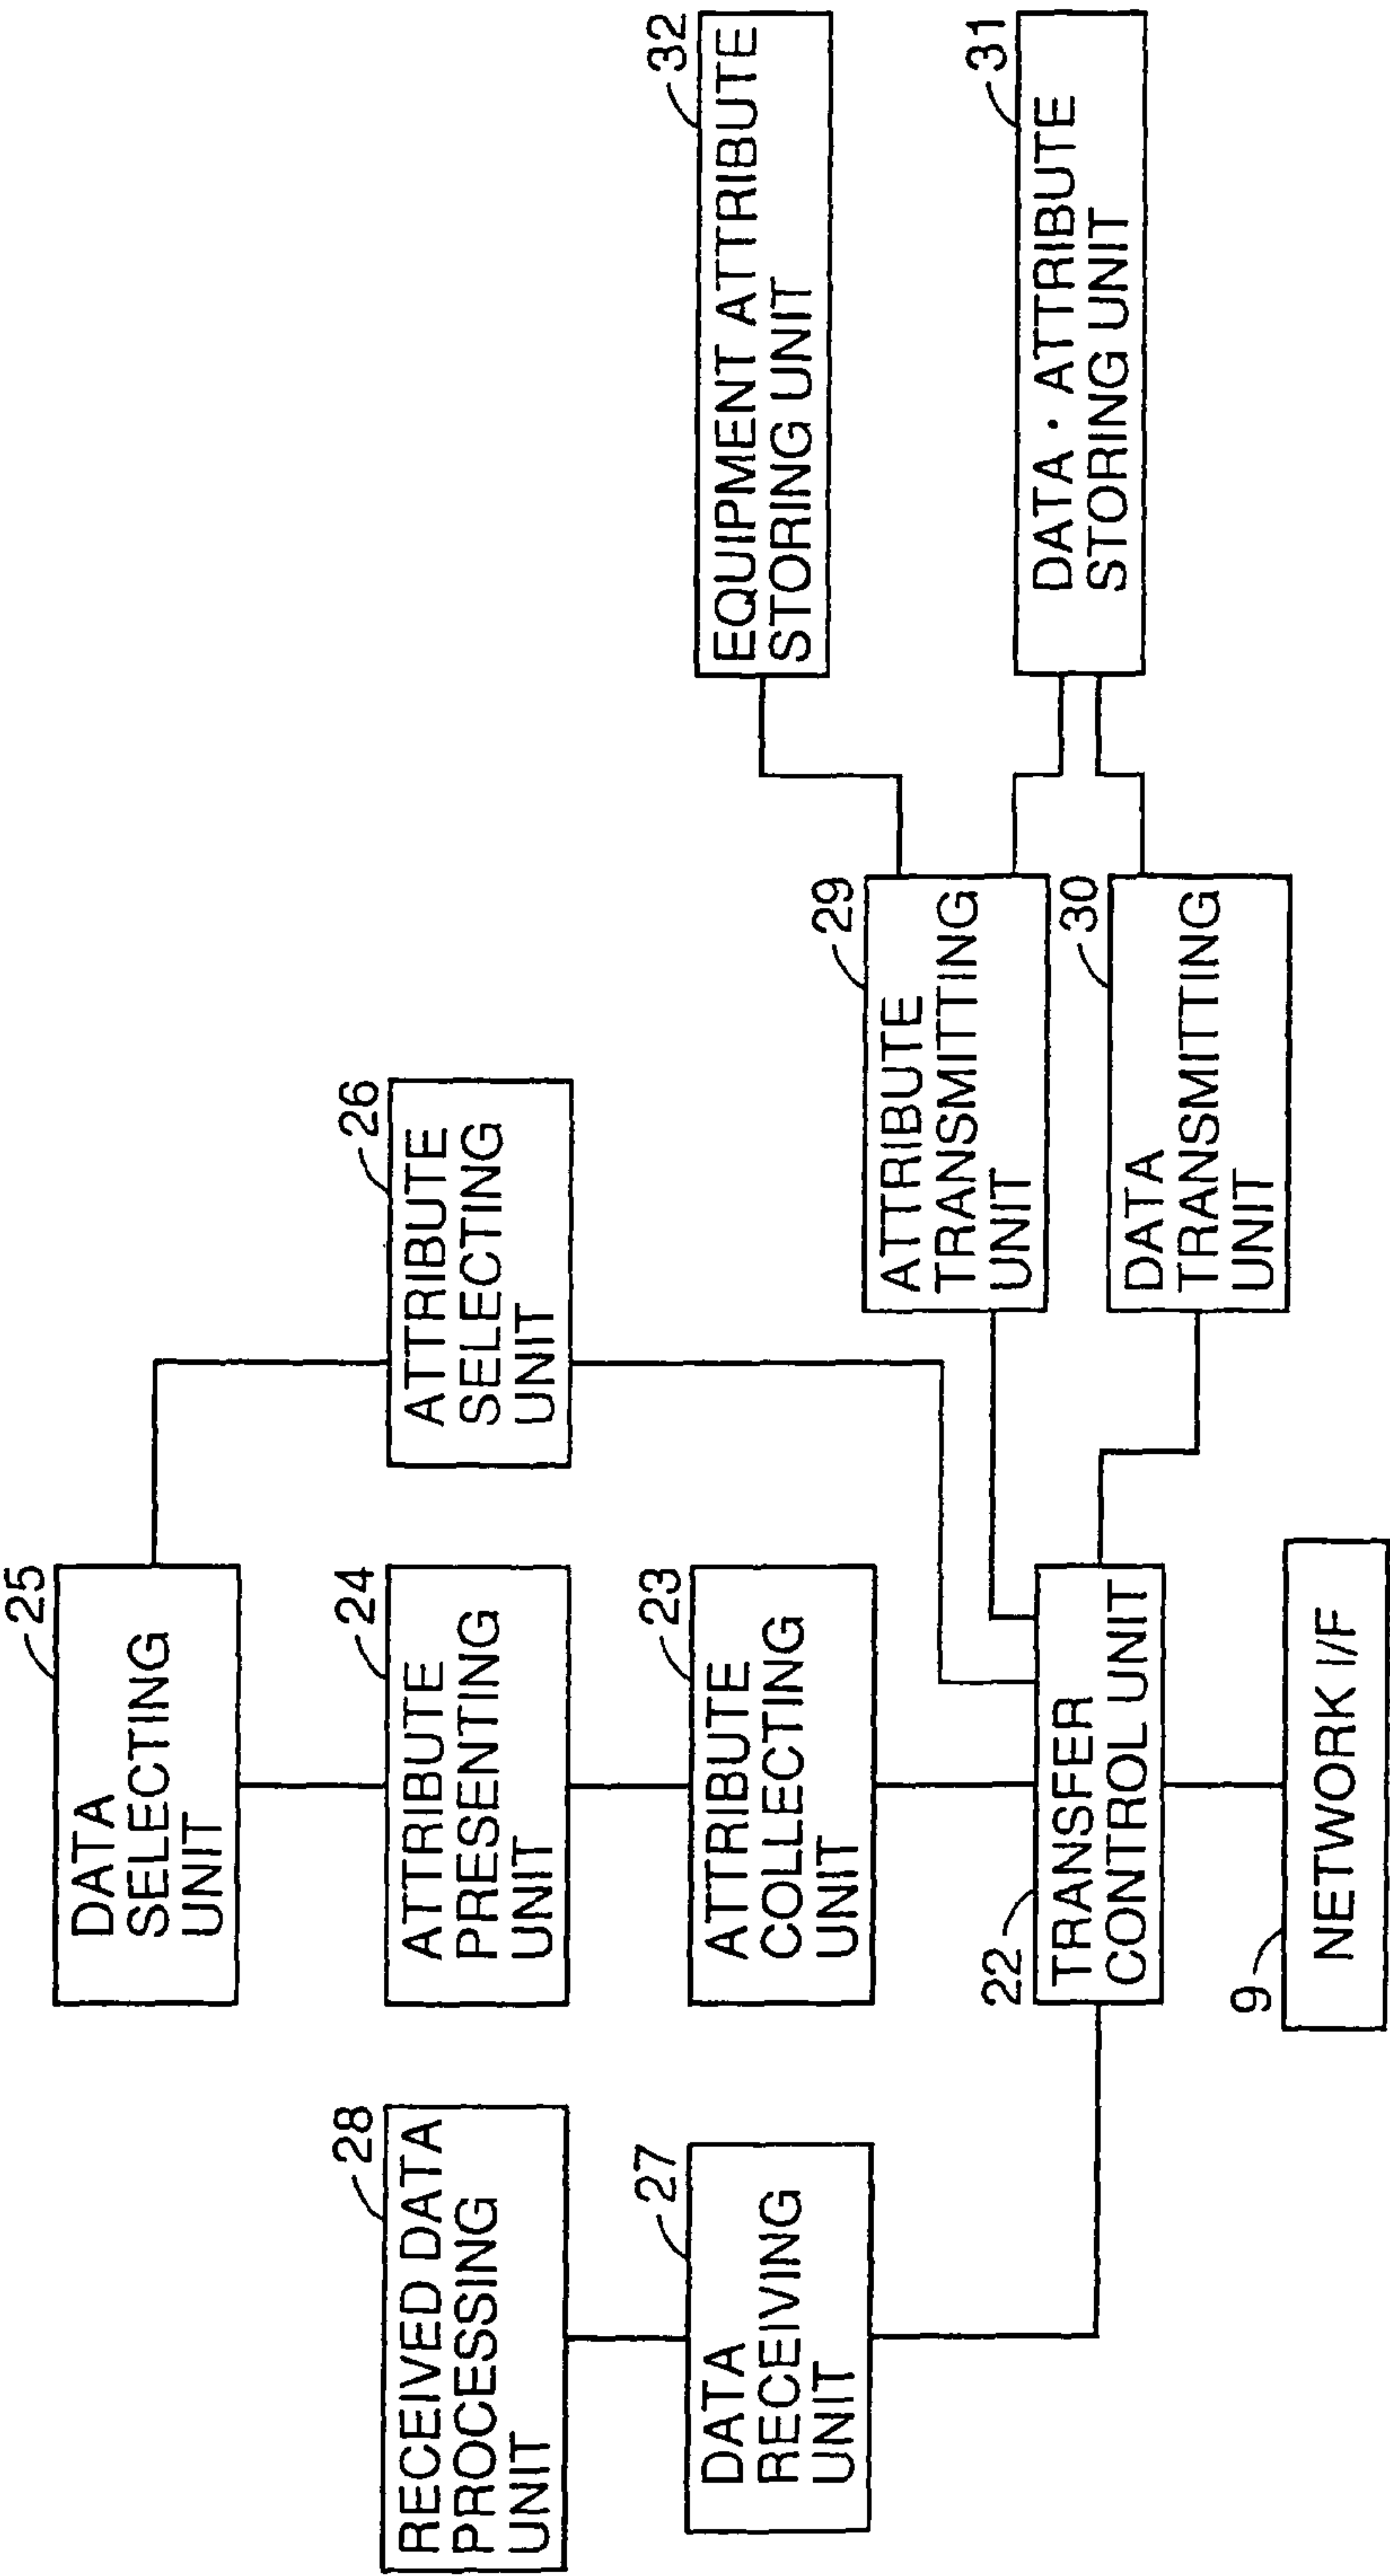 25
DATA
SELECTING
UNIT
28
RECEIVED DATA
PROCESSING
UNIT
24
ATTRIBUTE
PRESENTING
UNIT
26
ATTRIBUTE
SELECTING
UNIT
27
DATA
RECEIVING
UNIT
23
ATTRIBUTE
COLLECTING
UNIT
32
EQUIPMENT ATTRIBUTE
STORING UNIT
29
ATTRIBUTE
TRANSMITTING
UNIT
22
TRANSFER
CONTROL UNIT
30
DATA
TRANSMITTING
UNIT
31
DATA・ATTRIBUTE
STORING UNIT
9
NETWORK I/F